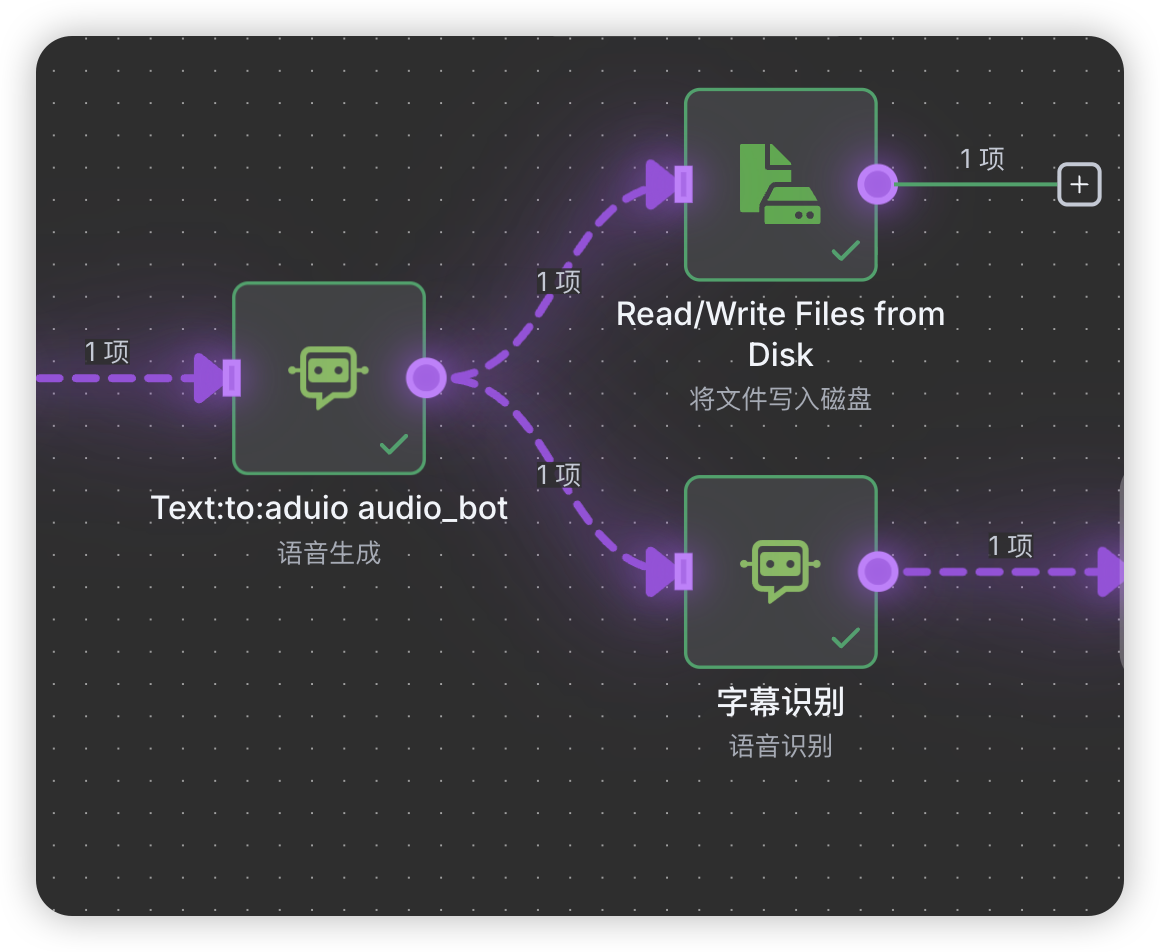 1 项
Read/Write Files from
Disk
将文件写入磁盘
1 项
1 项
Text:to:aduio audio_bot
语音生成
1 项
1 项
字幕识别
语音识别